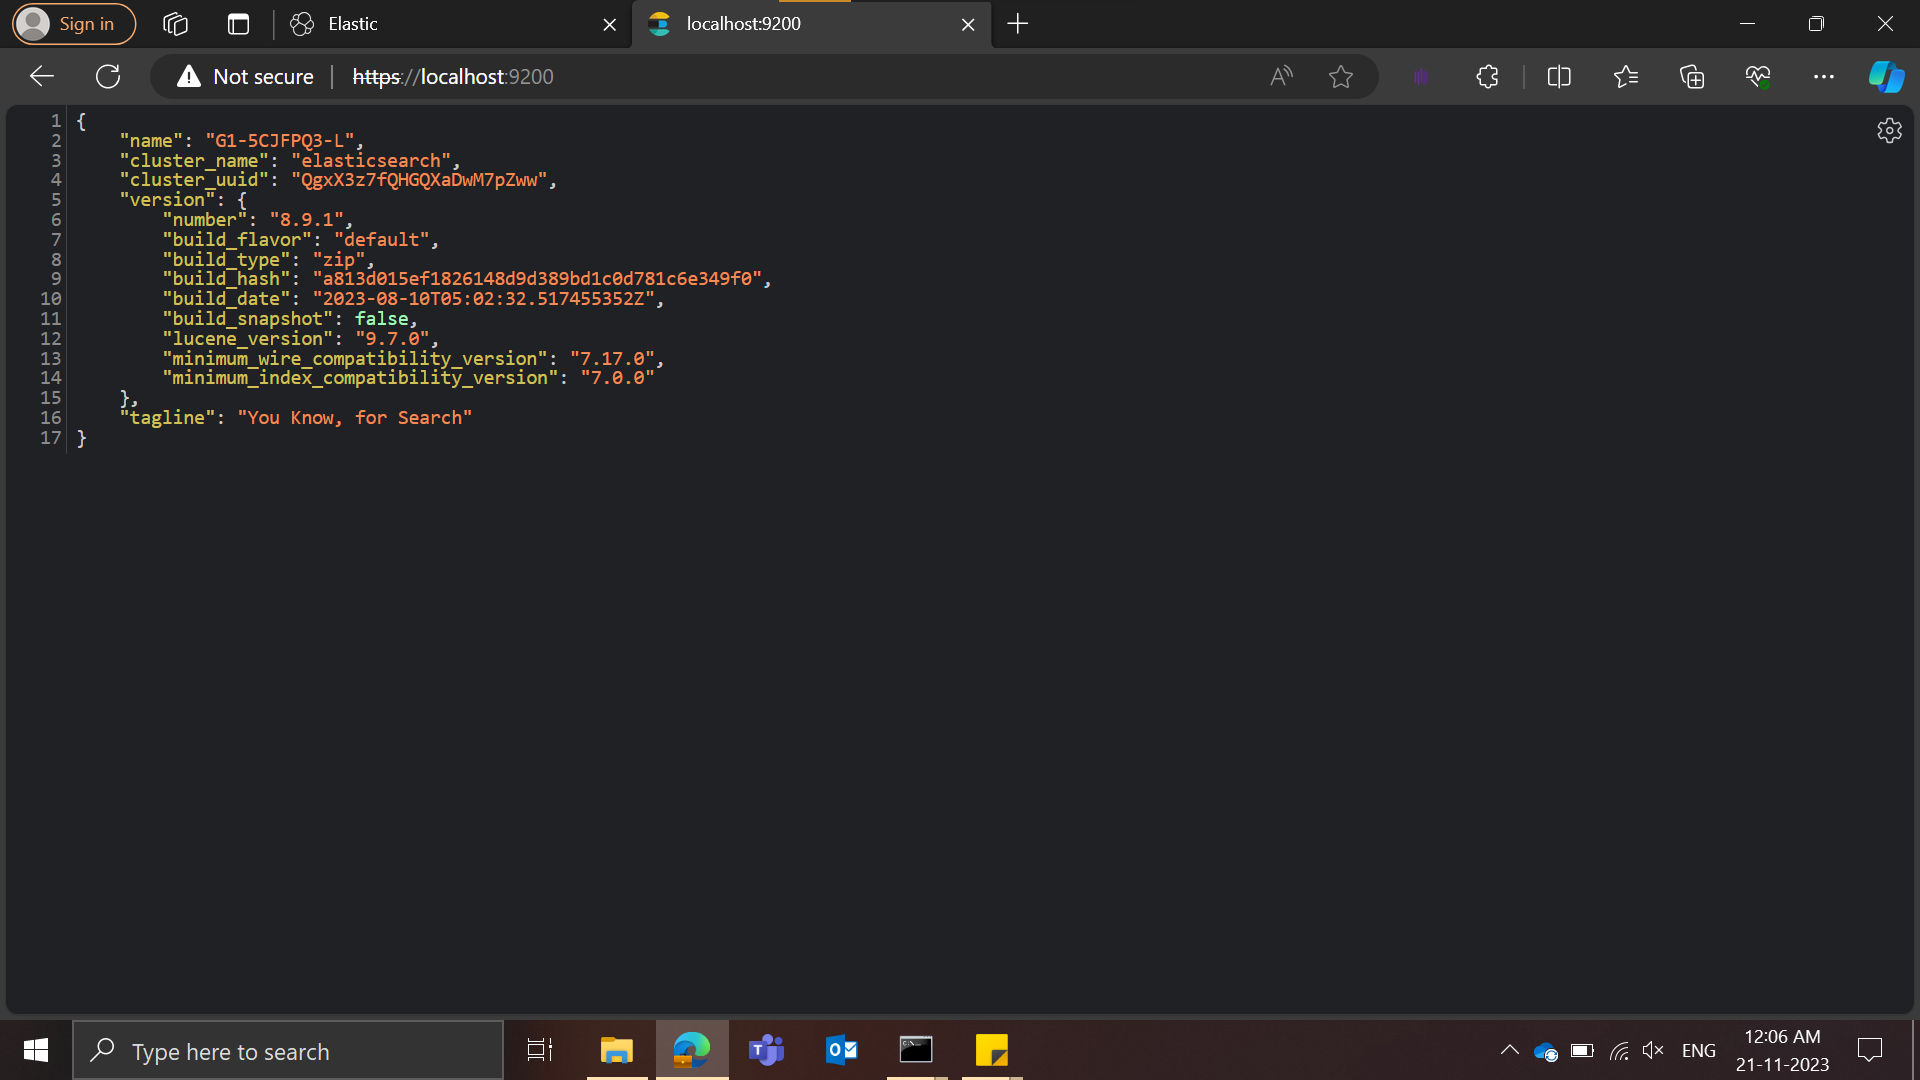 Sign in
Elastic
localhost:9200
Not secure
https://localhost:9200
1 {
2 "name": "G1-5CJFPQ3-L",
3 "cluster_name": "elasticsearch",
4 "cluster_uuid": "QgxX3z7fQHGQXaDwM7pZww",
5 "version": {
6 "number": "8.9.1",
7 "build_flavor": "default",
8 "build_type": "zip",
9 "build_hash": "a813d015ef1826148d9d389bd1c0d781c6e349f0",
10 "build_date": "2023-08-10T05:02:32.517455352Z",
11 "build_snapshot": false,
12 "lucene_version": "9.7.0",
13 "minimum_wire_compatibility_version": "7.17.0",
14 "minimum_index_compatibility_version": "7.0.0"
15 },
16 "tagline": "You Know, for Search"
17 }
Type here to search
ENG
12:06 AM
21-11-2023